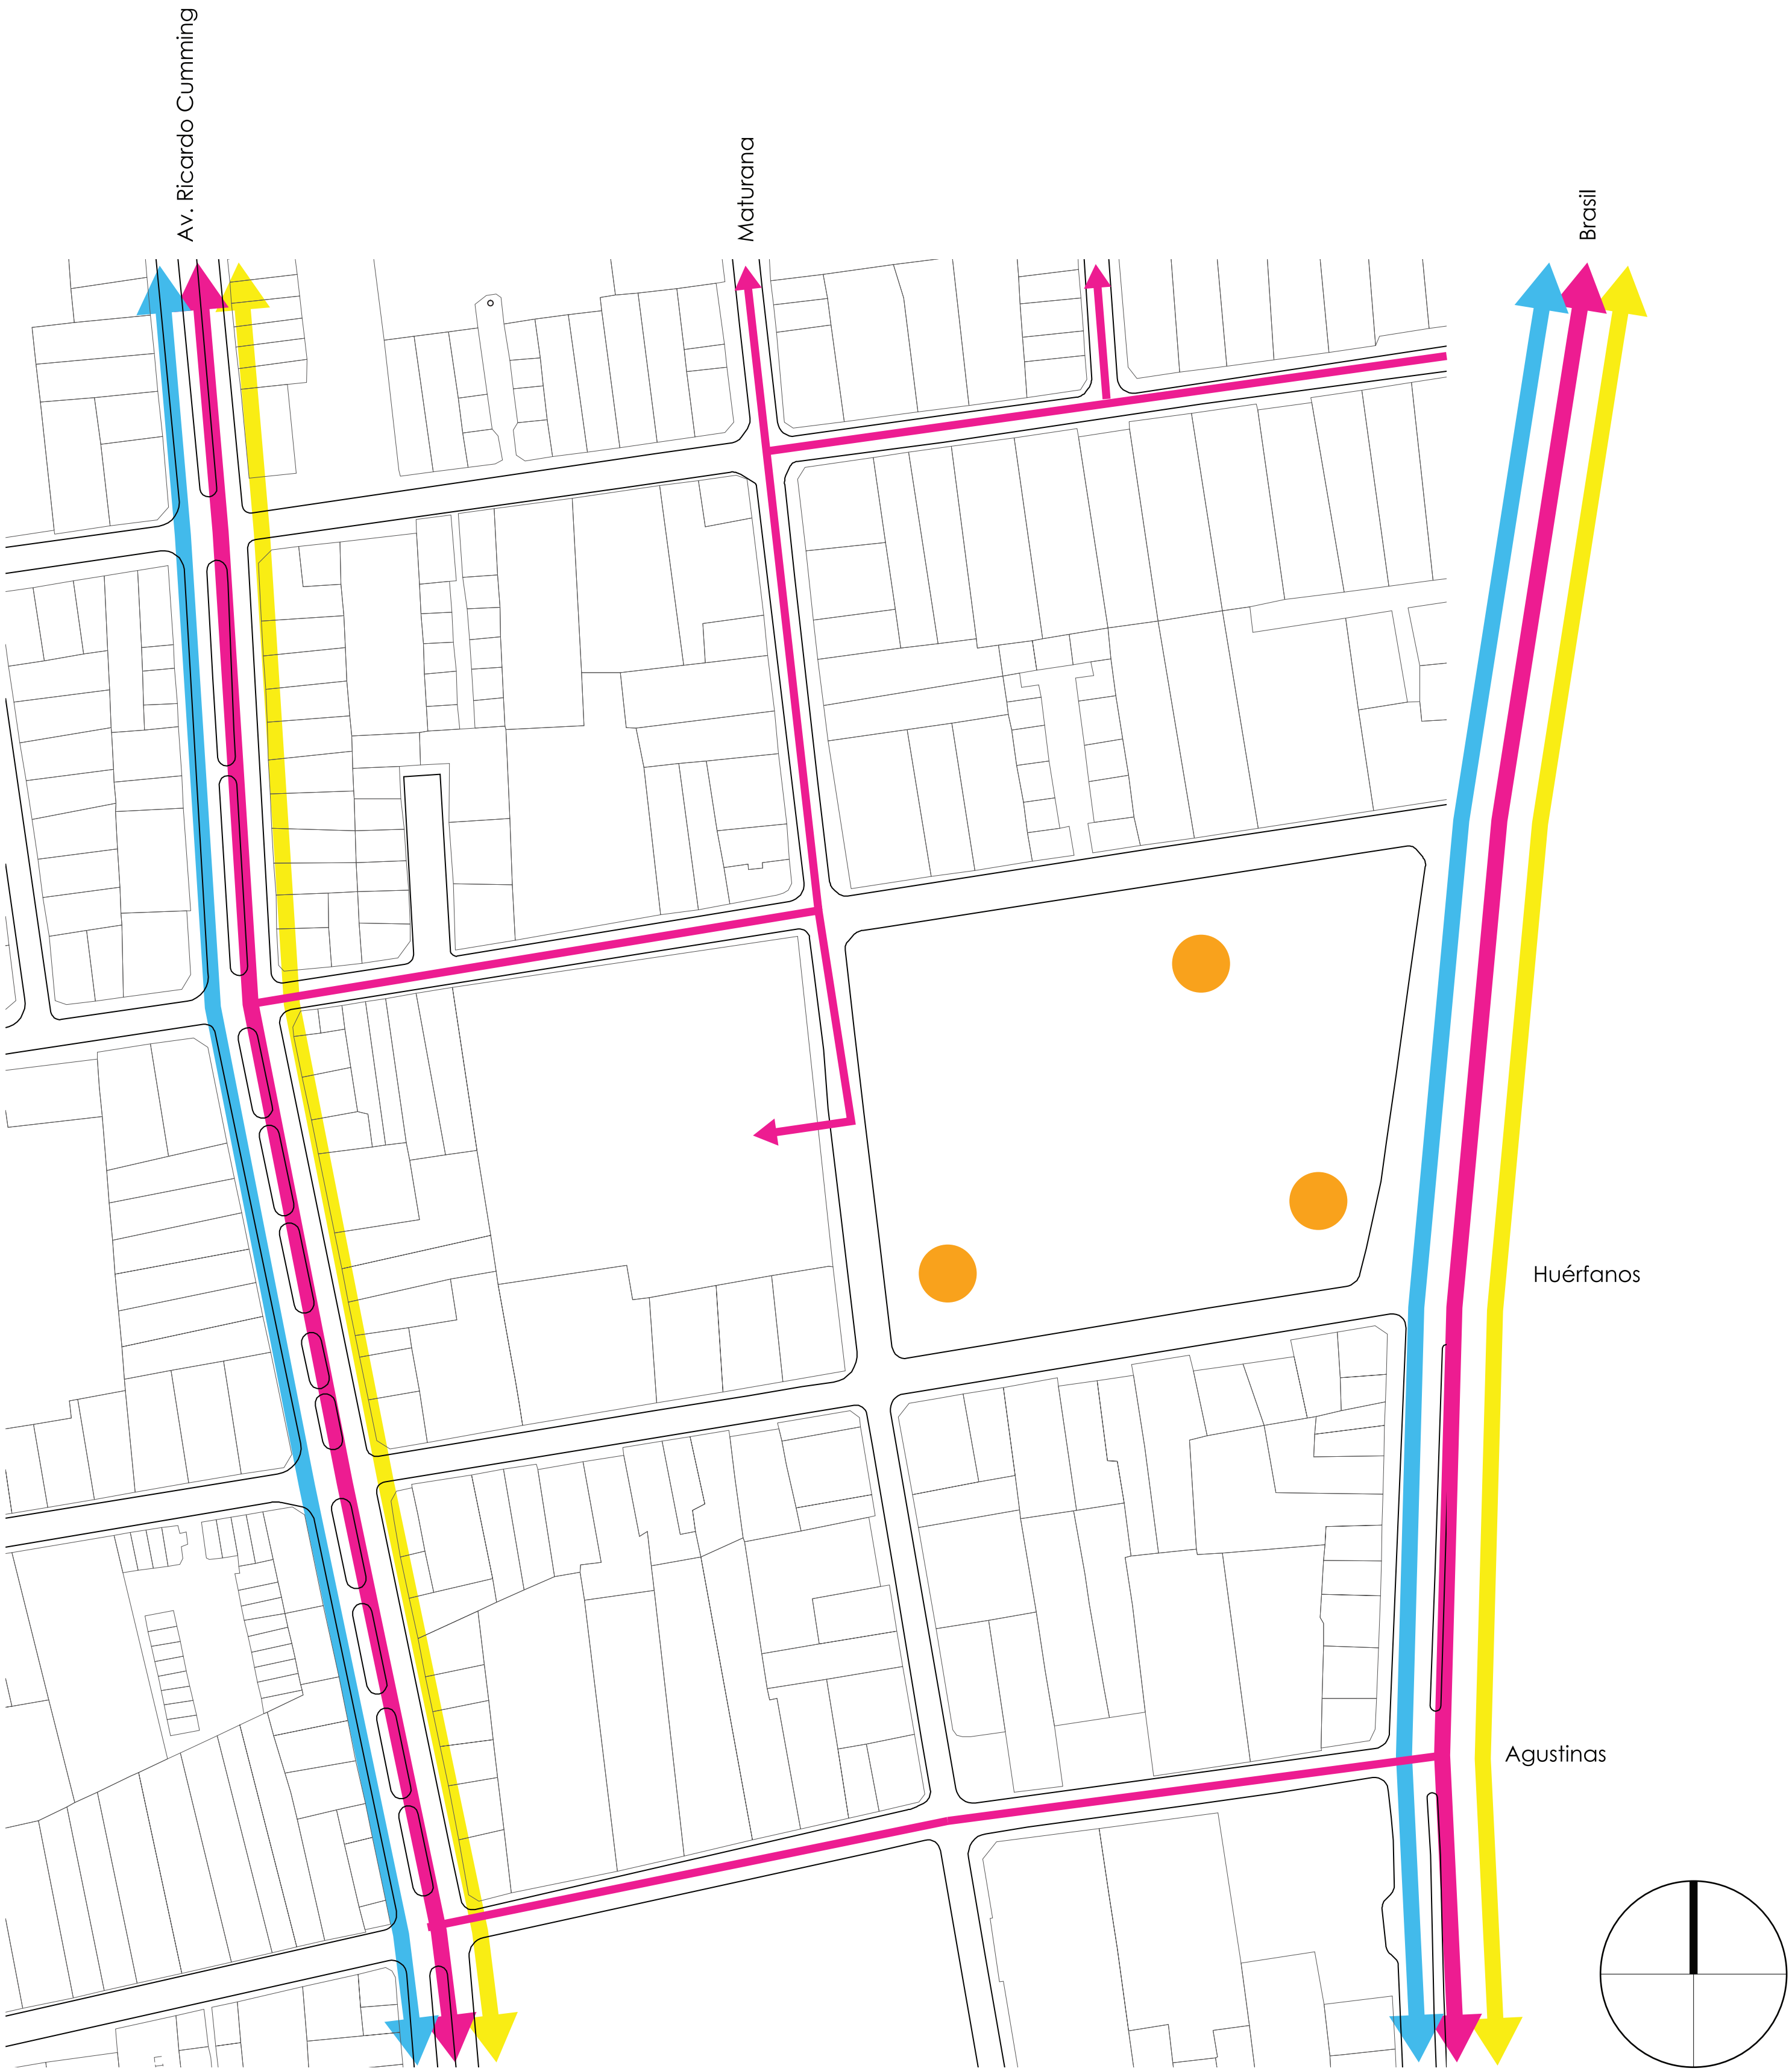 Av. Ricardo Cumming
Maturana
Brasil
Huérfanos
Agustinas